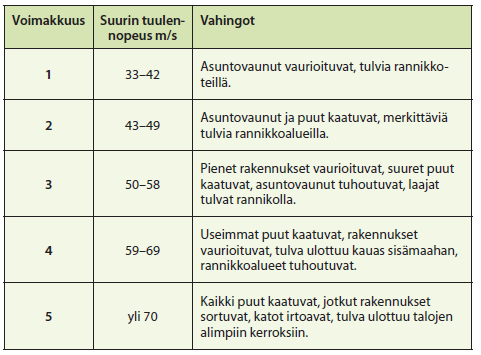 Voimakkuus Suurin tuulen-
nopeus m/s Vahingot
1 33–42 Asuntovaunut vaurioituvat, tulvia rannikko-
teillä.
2 43–49 Asuntovaunut ja puut kaatuvat, merkittäviä
tulvia rannikkoalueilla.
3 50–58 Pienet rakennukset vaurioituvat, suuret puut
kaatuvat, asuntovaunut tuhoutuvat, laajat
tulvat rannikolla.
4 59–69 Useimmat puut kaatuvat, rakennukset
vaurioituvat, tulva ulottuu kauas sisämaahan,
rannikkoalueet tuhoutuvat.
5 yli 70 Kaikki puut kaatuvat, jotkut rakennukset
sortuvat, katot irtoavat, tulva ulottuu talojen
alimpiin kerroksiin.